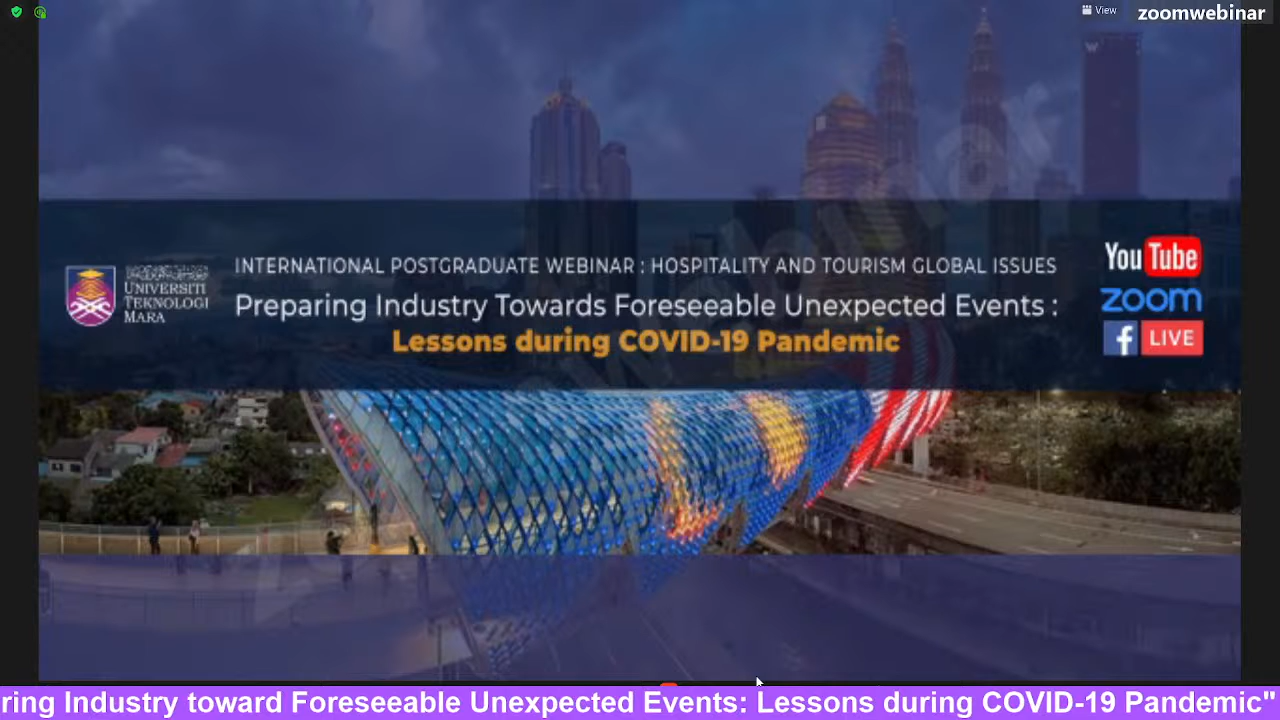 View
zoomwebinar
UNIVERSITI
TEKNOLOGI
MARA
INTERNATIONAL POSTGRADUATE WEBINAR : HOSPITALITY AND TOURISM GLOBAL ISSUES
Preparing Industry Towards Foreseeable Unexpected Events :
Lessons during COVID-19 Pandemic
YouTube
zoom
f LIVE
ring Industry toward Foreseeable Unexpected Events: Lessons during COVID-19 Pandemic"